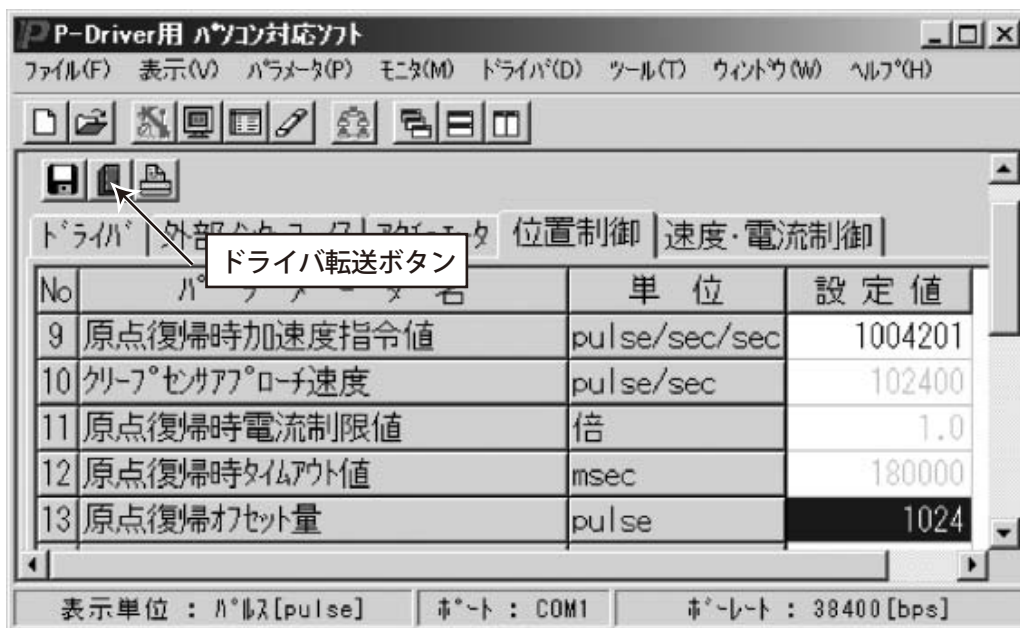 P-Driver用 ﾊﾟｿｺﾝ対応ｿﾌﾄ
ﾌｧｲﾙ(F) 表示(V) ﾊﾟﾗﾒｰﾀ(P) ﾓﾆﾀ(M) ﾄﾞﾗｲﾊﾞ(D) ﾂｰﾙ(T) ｳｨﾝﾄﾞｳ(W) ﾍﾙﾌﾟ(H)
ﾄﾞﾗｲﾊﾞ 外部 位置制御 速度･電流制御
ドライバ転送ボタン
No ﾊﾟ ﾗ ﾒ ｰ ﾀ 名 単 位 設 定 値
9 原点復帰時加速度指令値 pulse/sec/sec 1004201
10 ｸﾘｰﾌﾟｾﾝｻｱﾌﾟﾛｰﾁ速度 pulse/sec 102400
11 原点復帰時電流制限値 倍 1.0
12 原点復帰時ﾀｲﾑｱｳﾄ値 msec 180000
13 原点復帰ｵﾌｾｯﾄ量 pulse 1024
表示単位 : ﾊﾟﾙｽ[pulse] ﾎﾟｰﾄ : COM1 ﾎﾞｰﾚｰﾄ : 38400[bps]